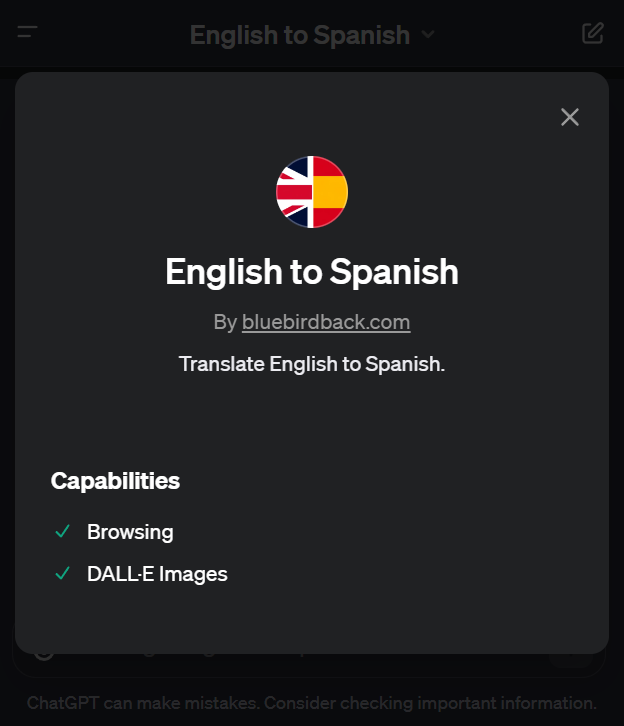 English to Spanish
English to Spanish
By bluebirdback.com
Translate English to Spanish.
Capabilities
Browsing
DALL·E Images
ChatGPT can make mistakes. Consider checking important information.